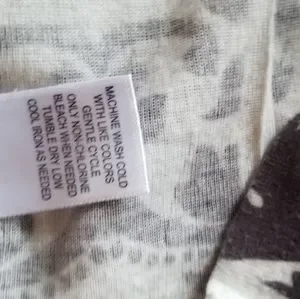 MACHINE WASH COLD
WITH LIKE COLORS
GENTLE CYCLE
ONLY NON-CHLORINE
BLEACH WHEN NEEDED
TUMBLE DRY LOW
COOL IRON AS NEEDED